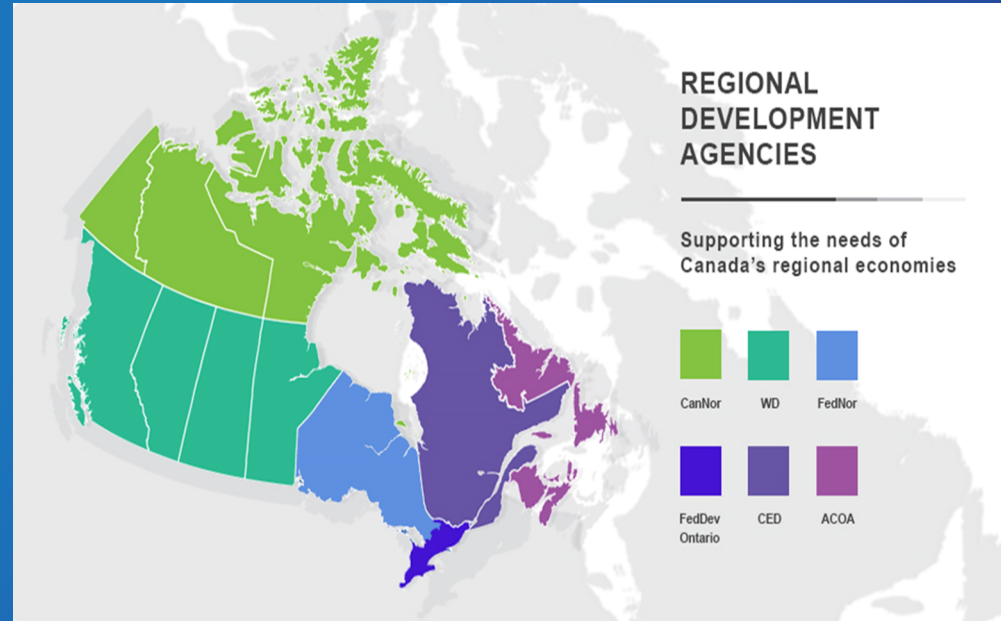 REGIONAL
DEVELOPMENT
AGENCIES
Supporting the needs of
Canada's regional economies
CanNor
WD
FedNor
FedDev
Ontario
CED
ACOA